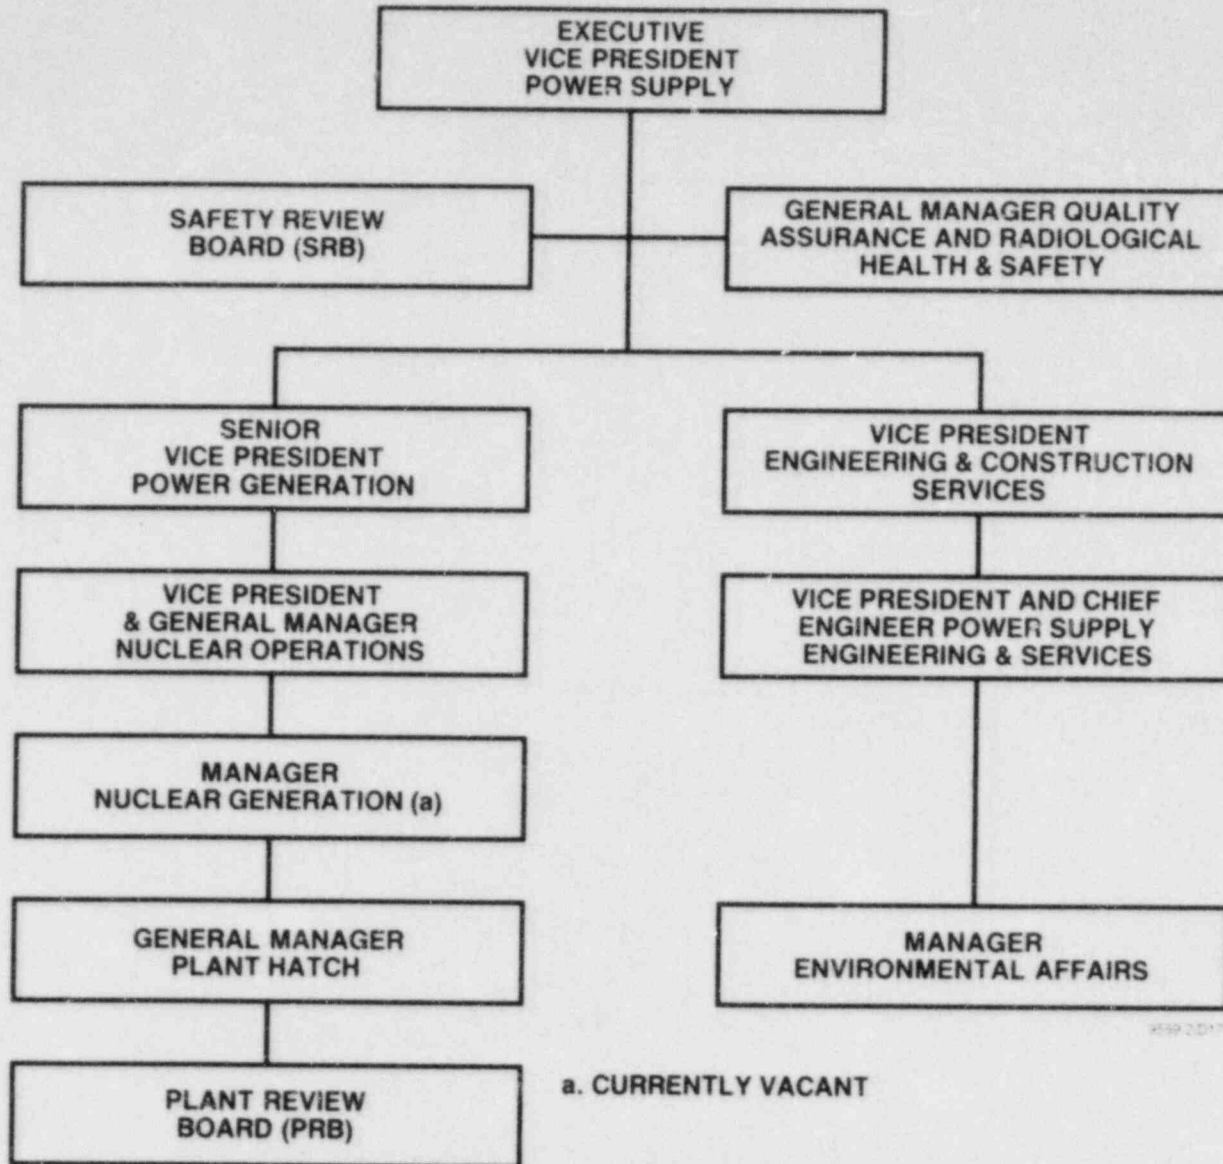 EXECUTIVE
VICE PRESIDENT
POWER SUPPLY
SAFETY REVIEW
BOARD (SRB)
GENERAL MANAGER QUALITY
ASSURANCE AND RADIOLOGICAL
HEALTH & SAFETY
SENIOR
VICE PRESIDENT
POWER GENERATION
VICE PRESIDENT
ENGINEERING & CONSTRUCTION
SERVICES
VICE PRESIDENT
& GENERAL MANAGER
NUCLEAR OPERATIONS
VICE PRESIDENT AND CHIEF
ENGINEER POWER SUPPLY
ENGINEERING & SERVICES
MANAGER
NUCLEAR GENERATION (a)
GENERAL MANAGER
PLANT HATCH
MANAGER
ENVIRONMENTAL AFFAIRS
PLANT REVIEW
BOARD (PRB)
a. CURRENTLY VACANT